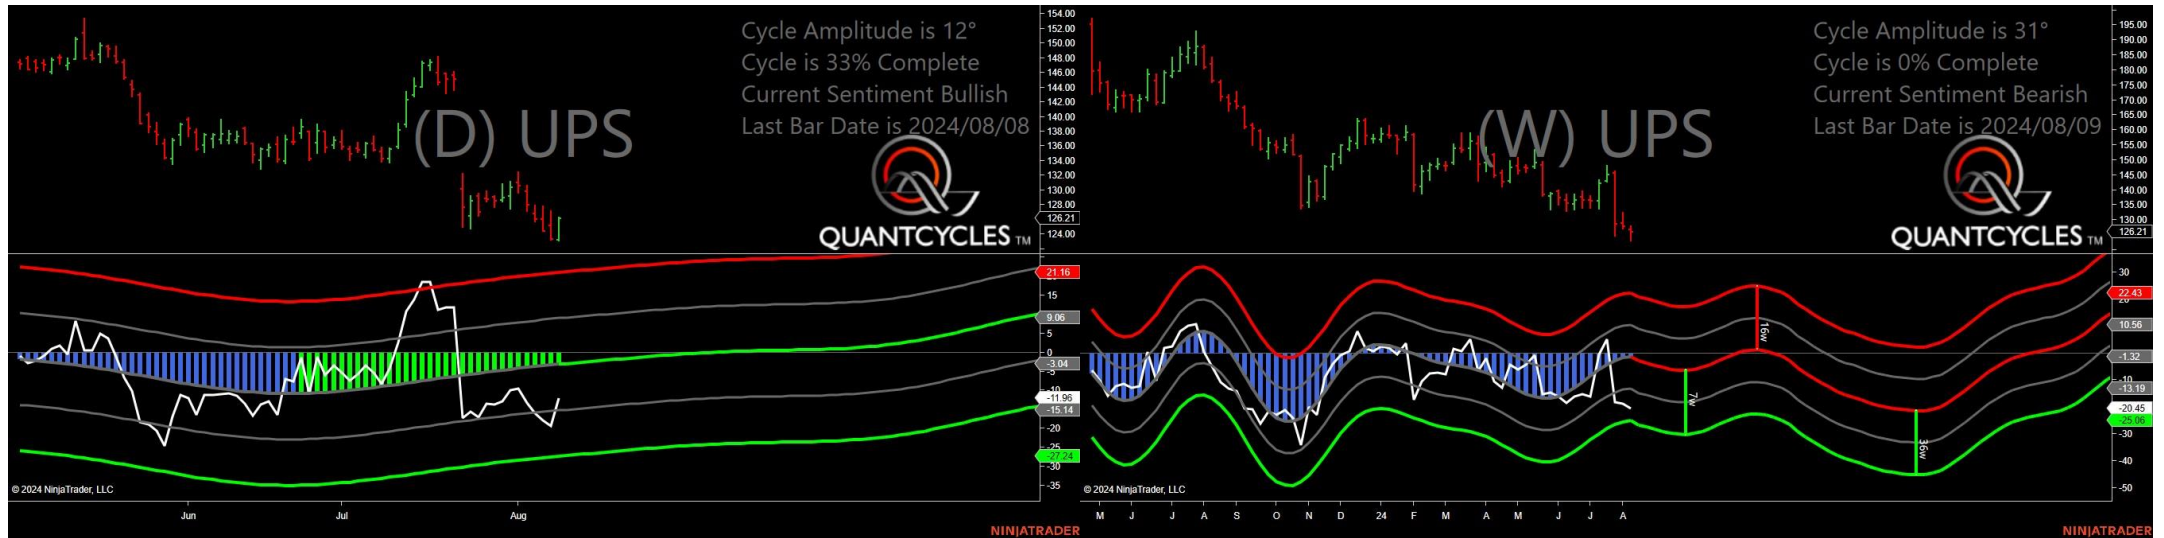 Cycle Amplitude is 12°
Cycle is 33% Complete
Current Sentiment Bullish
Last Bar Date is 2024/08/08
(D) UPS
QUANTCYCLES TM
154.00
152.00
150.00
148.00
146.00
144.00
142.00
140.00
138.00
136.00
134.00
132.00
130.00
128.00
126.21
124.00
21.16
15
9.06
5
0
-3.04
-5
-10
-11.96
-15.14
-20
-27.24
-30
-35
© 2024 NinjaTrader, LLC
Jun Jul Aug
NINJATRADER
Cycle Amplitude is 31°
Cycle is 0% Complete
Current Sentiment Bearish
Last Bar Date is 2024/08/09
(W) UPS
QUANTCYCLES TM
195.00
190.00
185.00
180.00
175.00
170.00
165.00
160.00
155.00
150.00
145.00
140.00
135.00
130.00
126.21
30
22.43
20
10.56
-1.32
-10
-13.19
-20.45
-25.06
-30
-40
-50
16w
7w
36w
© 2024 NinjaTrader, LLC
M J J A S O N D 24 F M A M J J A
NINJATRADER